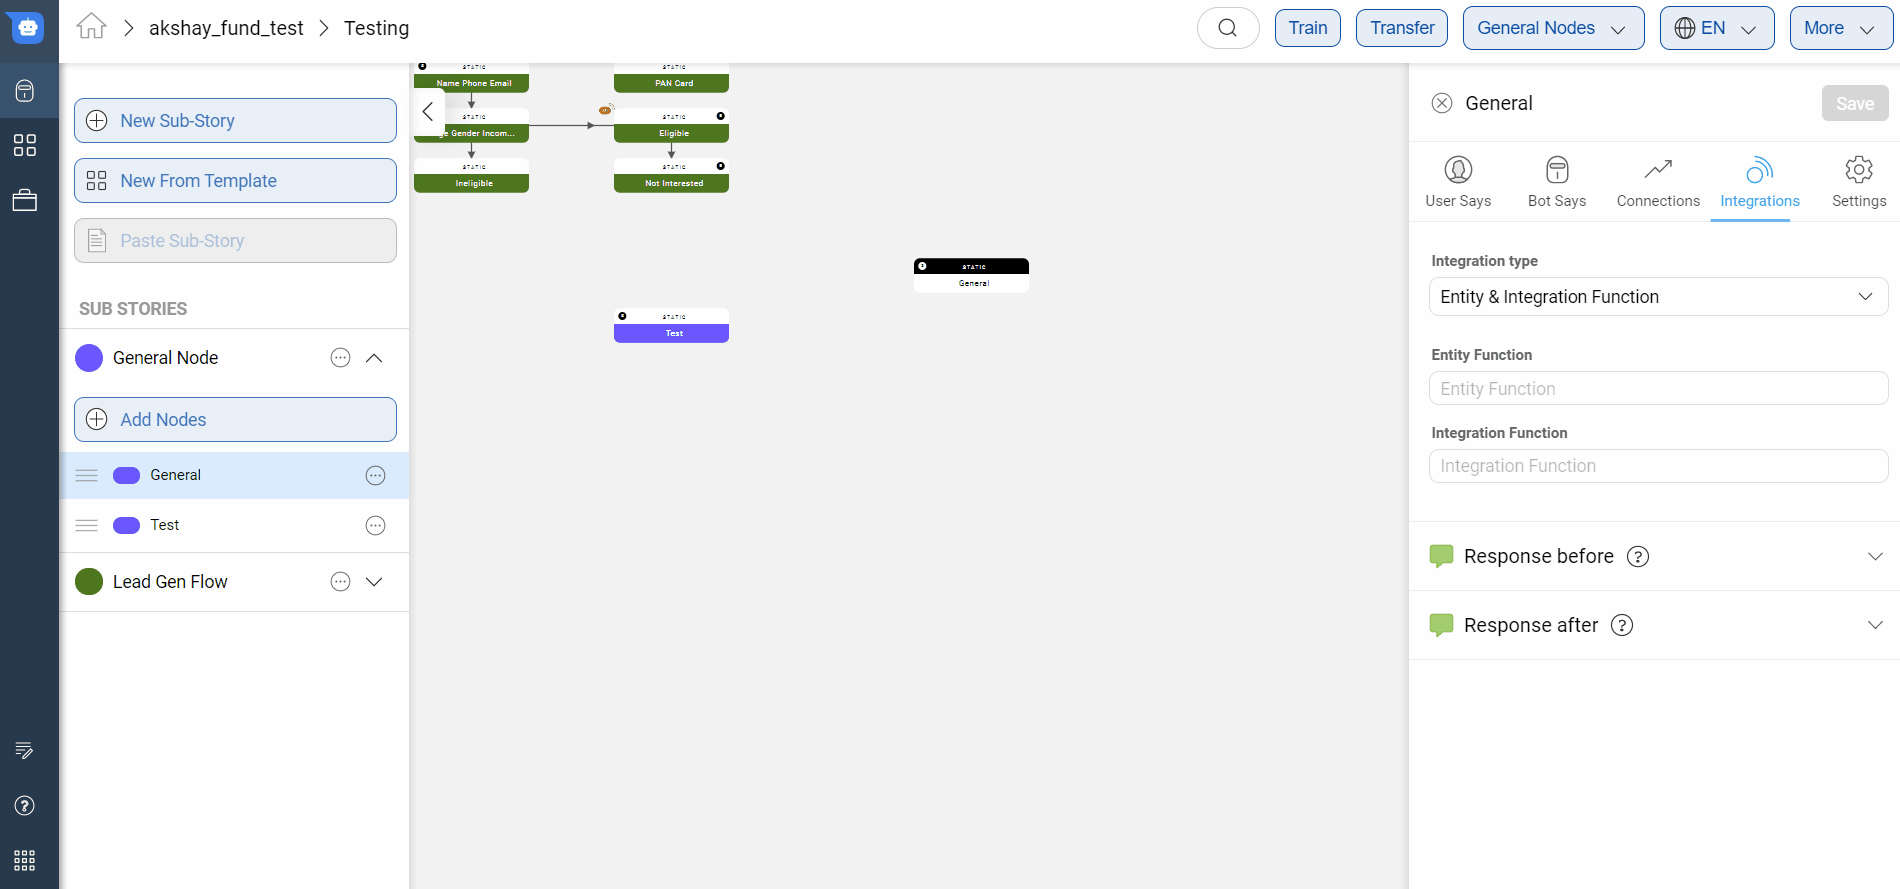 akshay_fund_test
Testing
Train
Transfer
General Nodes
EN
More
New Sub-Story
New From Template
Paste Sub-Story
SUB STORIES
General Node
Add Nodes
General
Test
Lead Gen Flow
STATIC
Name Phone Email
STATIC
PAN Card
STATIC
e Gender Incom...
STATIC
Eligible
STATIC
Ineligible
STATIC
Not Interested
STATIC
General
STATIC
Test
General
Save
User Says
Bot Says
Connections
Integrations
Settings
Integration type
Entity & Integration Function
Entity Function
Entity Function
Integration Function
Integration Function
Response before ?
Response after ?